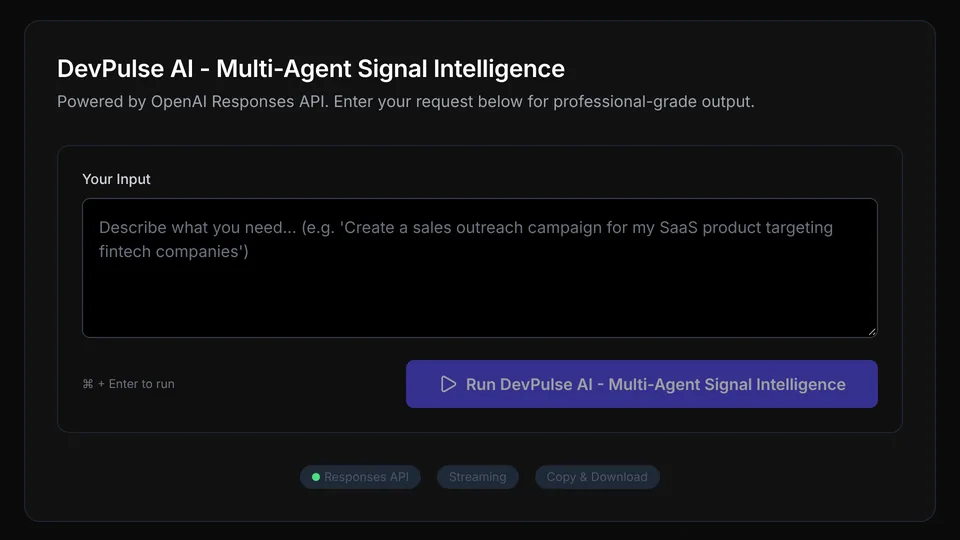 DevPulse AI - Multi-Agent Signal Intelligence
Powered by OpenAI Responses API. Enter your request below for professional-grade output.
Your Input
Describe what you need... (e.g. 'Create a sales outreach campaign for my SaaS product targeting
fintech companies')
⌘ + Enter to run
Run DevPulse AI - Multi-Agent Signal Intelligence
Responses API
Streaming
Copy & Download